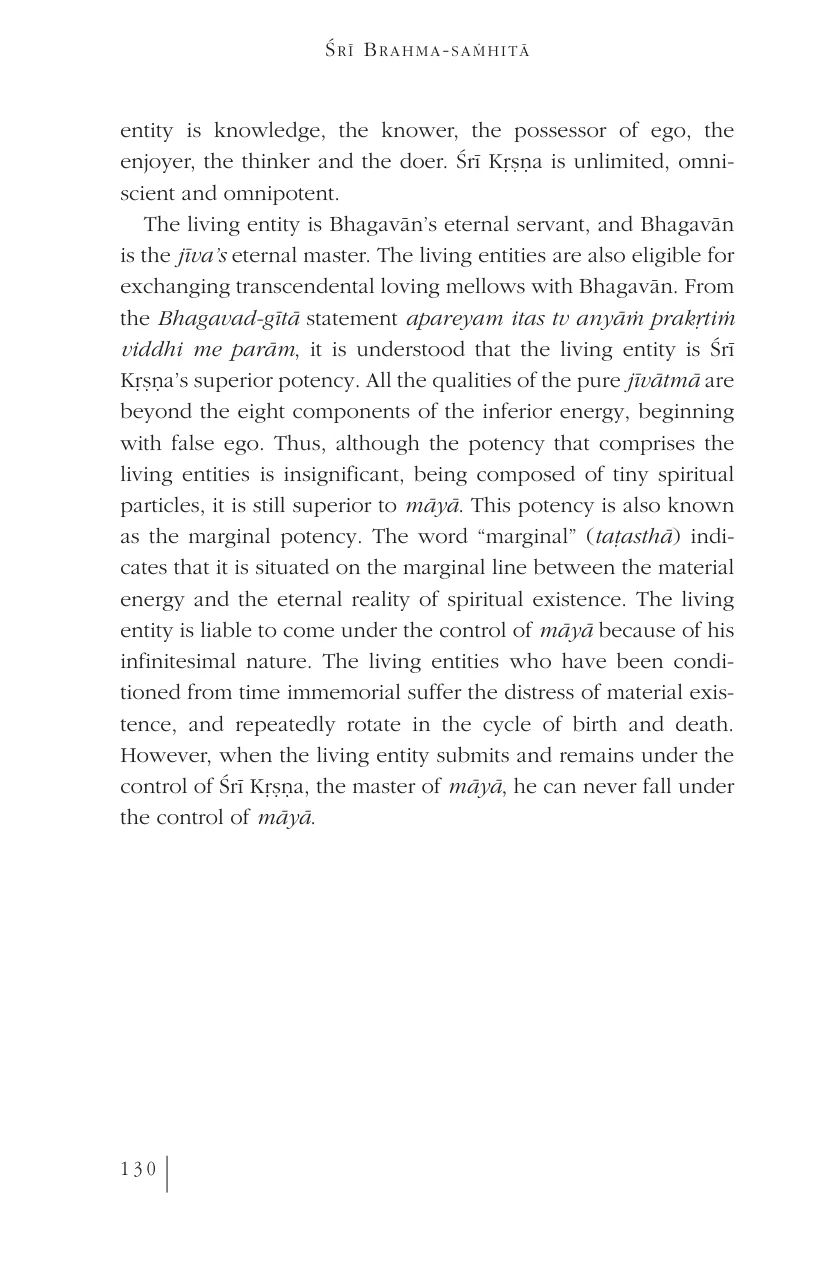 Śrī Brahma-saṁhitā
entity is knowledge, the knower, the possessor of ego, the
enjoyer, the thinker and the doer. Śrī Kṛṣṇa is unlimited, omni-
scient and omnipotent.
The living entity is Bhagavān’s eternal servant, and Bhagavān
is the jīva’s eternal master. The living entities are also eligible for
exchanging transcendental loving mellows with Bhagavān. From
the Bhagavad-gītā statement apareyam itas tv anyāṁ prakṛtiṁ
viddhi me parām, it is understood that the living entity is Śrī
Kṛṣṇa’s superior potency. All the qualities of the pure jīvātmā are
beyond the eight components of the inferior energy, beginning
with false ego. Thus, although the potency that comprises the
living entities is insignificant, being composed of tiny spiritual
particles, it is still superior to māyā. This potency is also known
as the marginal potency. The word “marginal” (taṭasthā) indi-
cates that it is situated on the marginal line between the material
energy and the eternal reality of spiritual existence. The living
entity is liable to come under the control of māyā because of his
infinitesimal nature. The living entities who have been condi-
tioned from time immemorial suffer the distress of material exis-
tence, and repeatedly rotate in the cycle of birth and death.
However, when the living entity submits and remains under the
control of Śrī Kṛṣṇa, the master of māyā, he can never fall under
the control of māyā.
130